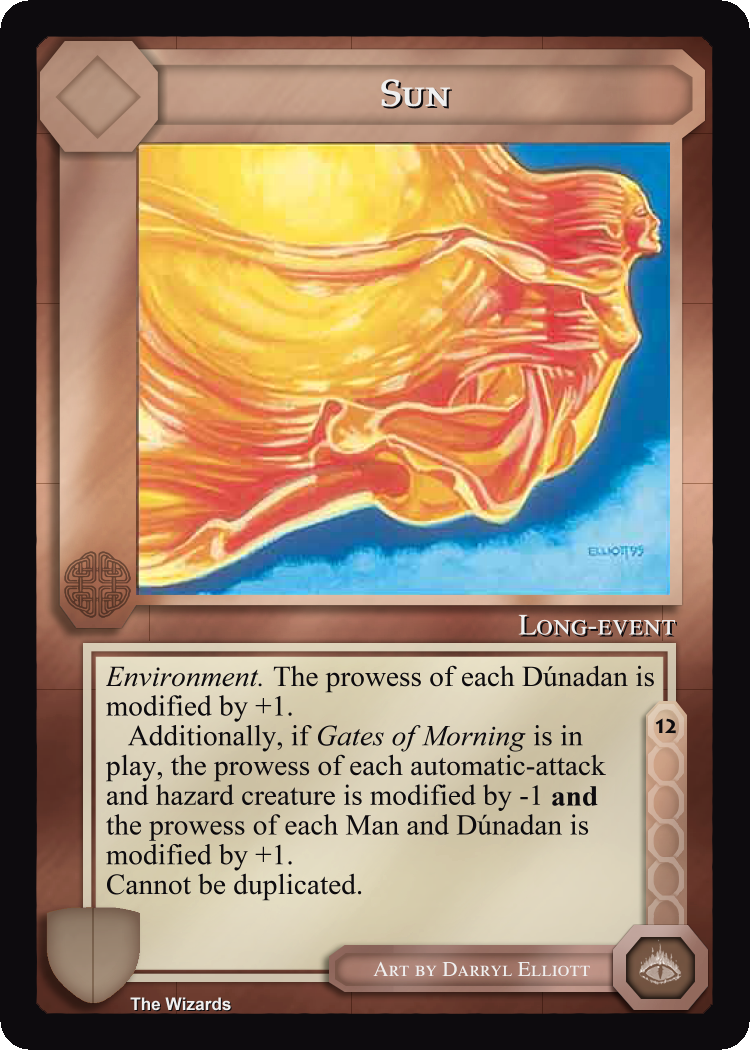 Sun
ELLIOTT 95
Long-event
Environment. The prowess of each Dúnadan is
modified by +1.
Additionally, if Gates of Morning is in
play, the prowess of each automatic-attack
and hazard creature is modified by -1 and
the prowess of each Man and Dúnadan is
modified by +1.
Cannot be duplicated.
12
Art by Darryl Elliott
The Wizards